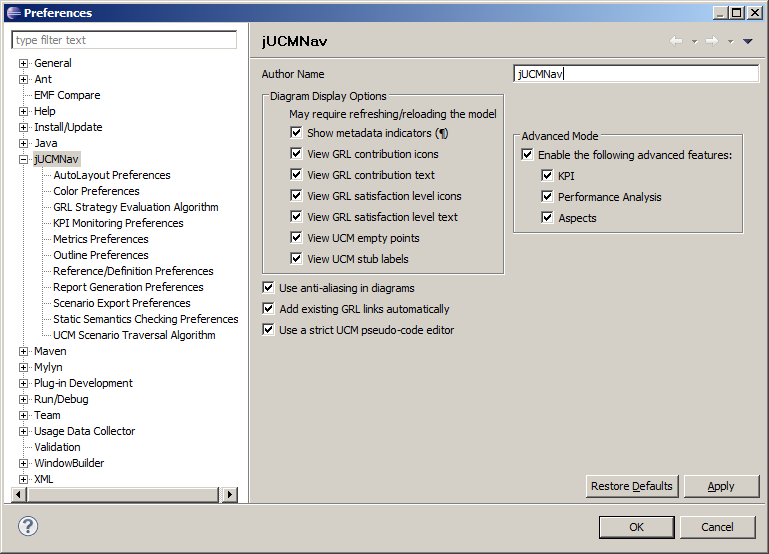 Preferences
type filter text
General
Ant
EMF Compare
Help
Install/Update
Java
jUCMNav
AutoLayout Preferences
Color Preferences
GRL Strategy Evaluation Algorithm
KPI Monitoring Preferences
Metrics Preferences
Outline Preferences
Reference/Definition Preferences
Report Generation Preferences
Scenario Export Preferences
Static Semantics Checking Preferences
UCM Scenario Traversal Algorithm
Maven
Mylyn
Plug-in Development
Run/Debug
Team
Usage Data Collector
Validation
WindowBuilder
XML
jUCMNav
Author Name
jUCMNav
Diagram Display Options
May require refreshing/reloading the model
Show metadata indicators (¶)
View GRL contribution icons
View GRL contribution text
View GRL satisfaction level icons
View GRL satisfaction level text
View UCM empty points
View UCM stub labels
Use anti-aliasing in diagrams
Add existing GRL links automatically
Use a strict UCM pseudo-code editor
Advanced Mode
Enable the following advanced features:
KPI
Performance Analysis
Aspects
Restore Defaults
Apply
?
OK
Cancel